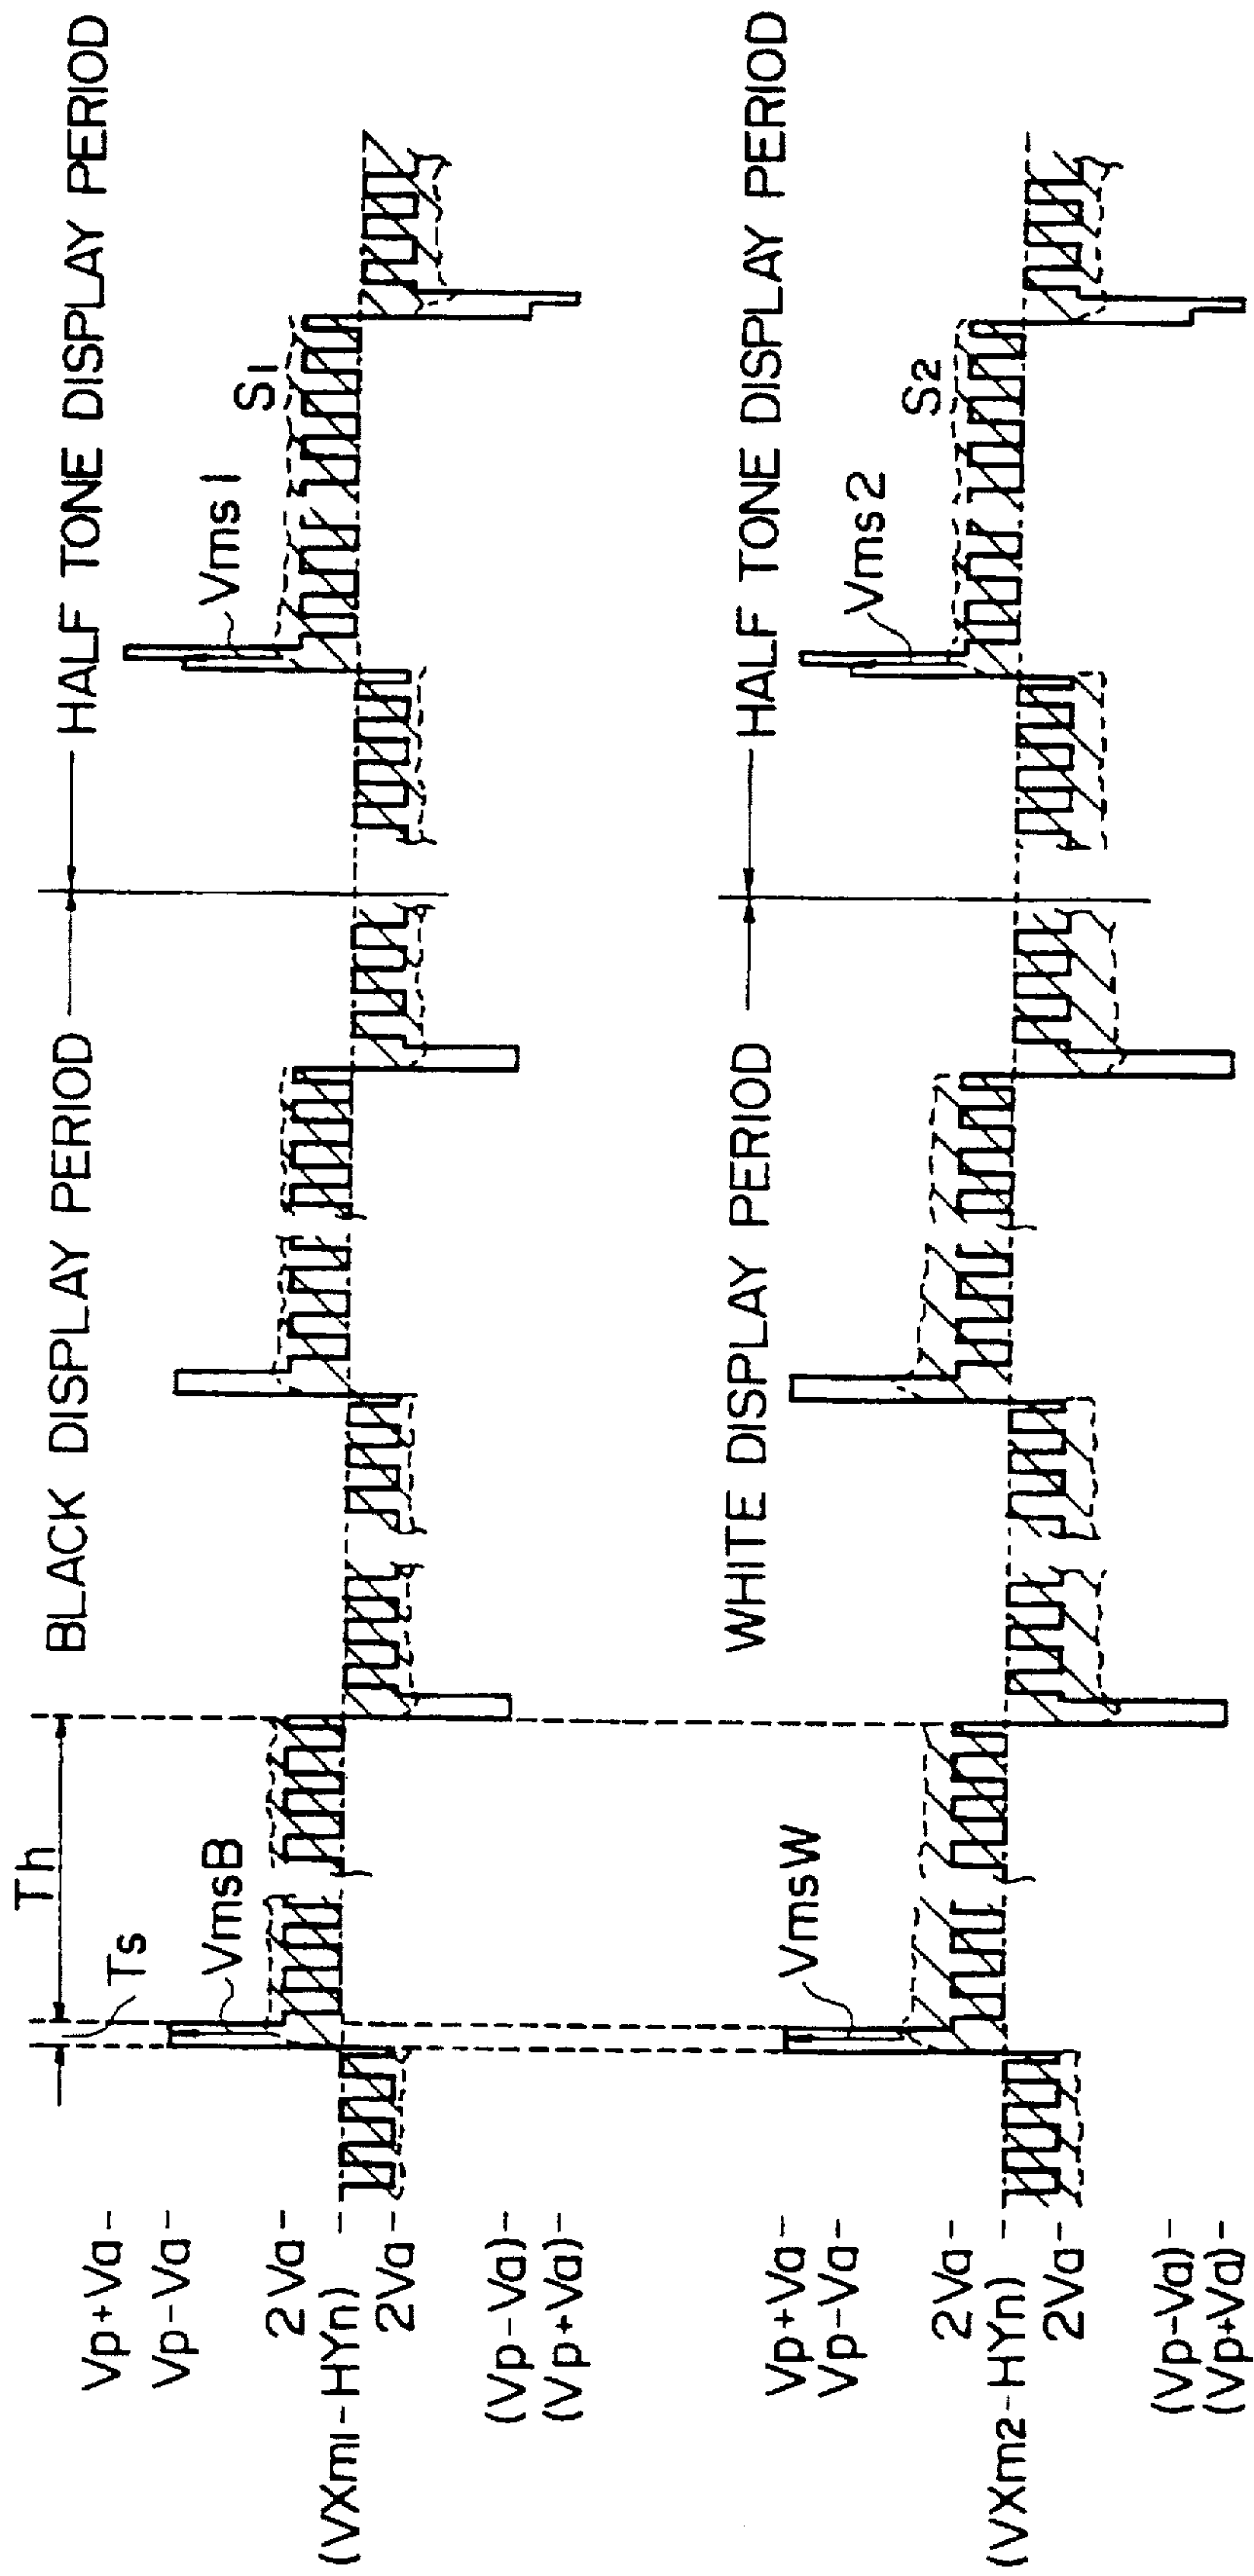 BLACK DISPLAY PERIOD
HALF TONE DISPLAY PERIOD
Th
Ts
VmsB
Vms1
S1
Vp+Va-
Vp-Va-
2Va-
(VXm1-HYn)-
2Va-
(Vp-Va)-
(Vp+Va)-
WHITE DISPLAY PERIOD
HALF TONE DISPLAY PERIOD
VmsW
Vms2
S2
Vp+Va-
Vp-Va-
2Va-
(VXm2-HYn)-
2Va-
(Vp-Va)-
(Vp+Va)-